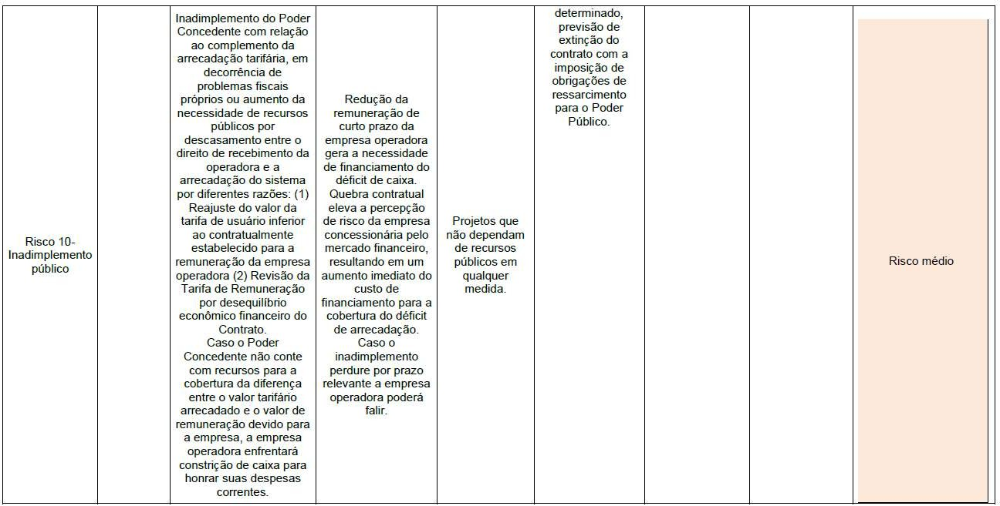 Risco 10-
Inadimplemento
público
Inadimplemento do Poder
Concedente com relação
ao complemento da
arrecadação tarifária, em
decorrência de
problemas fiscais
próprios ou aumento da
necessidade de recursos
públicos por
descasamento entre o
direito de recebimento da
operadora e a
arrecadação do sistema
por diferentes razões: (1)
Reajuste do valor da
tarifa de usuário inferior
ao contratualmente
estabelecido para a
remuneração da empresa
operadora (2) Revisão da
Tarifa de Remuneração
por desequilíbrio
econômico financeiro do
Contrato.
Caso o Poder
Concedente não conte
com recursos para a
cobertura da diferença
entre o valor tarifário
arrecadado e o valor de
remuneração devido para
a empresa, a empresa
operadora enfrentará
constrição de caixa para
honrar suas despesas
correntes.
Redução da
remuneração de
curto prazo da
empresa operadora
gera a necessidade
de financiamento do
déficit de caixa.
Quebra contratual
eleva a percepção
de risco da empresa
concessionária pelo
mercado financeiro,
resultando em um
aumento imediato do
custo de
financiamento para a
cobertura do déficit
de arrecadação.
Caso o
inadimplemento
perdure por prazo
relevante a empresa
operadora poderá
falir.
Projetos que
não dependam
de recursos
públicos em
qualquer
medida.
determinado,
previsão de
extinção do
contrato com a
imposição de
obrigações de
ressarcimento
para o Poder
Público.
Risco médio